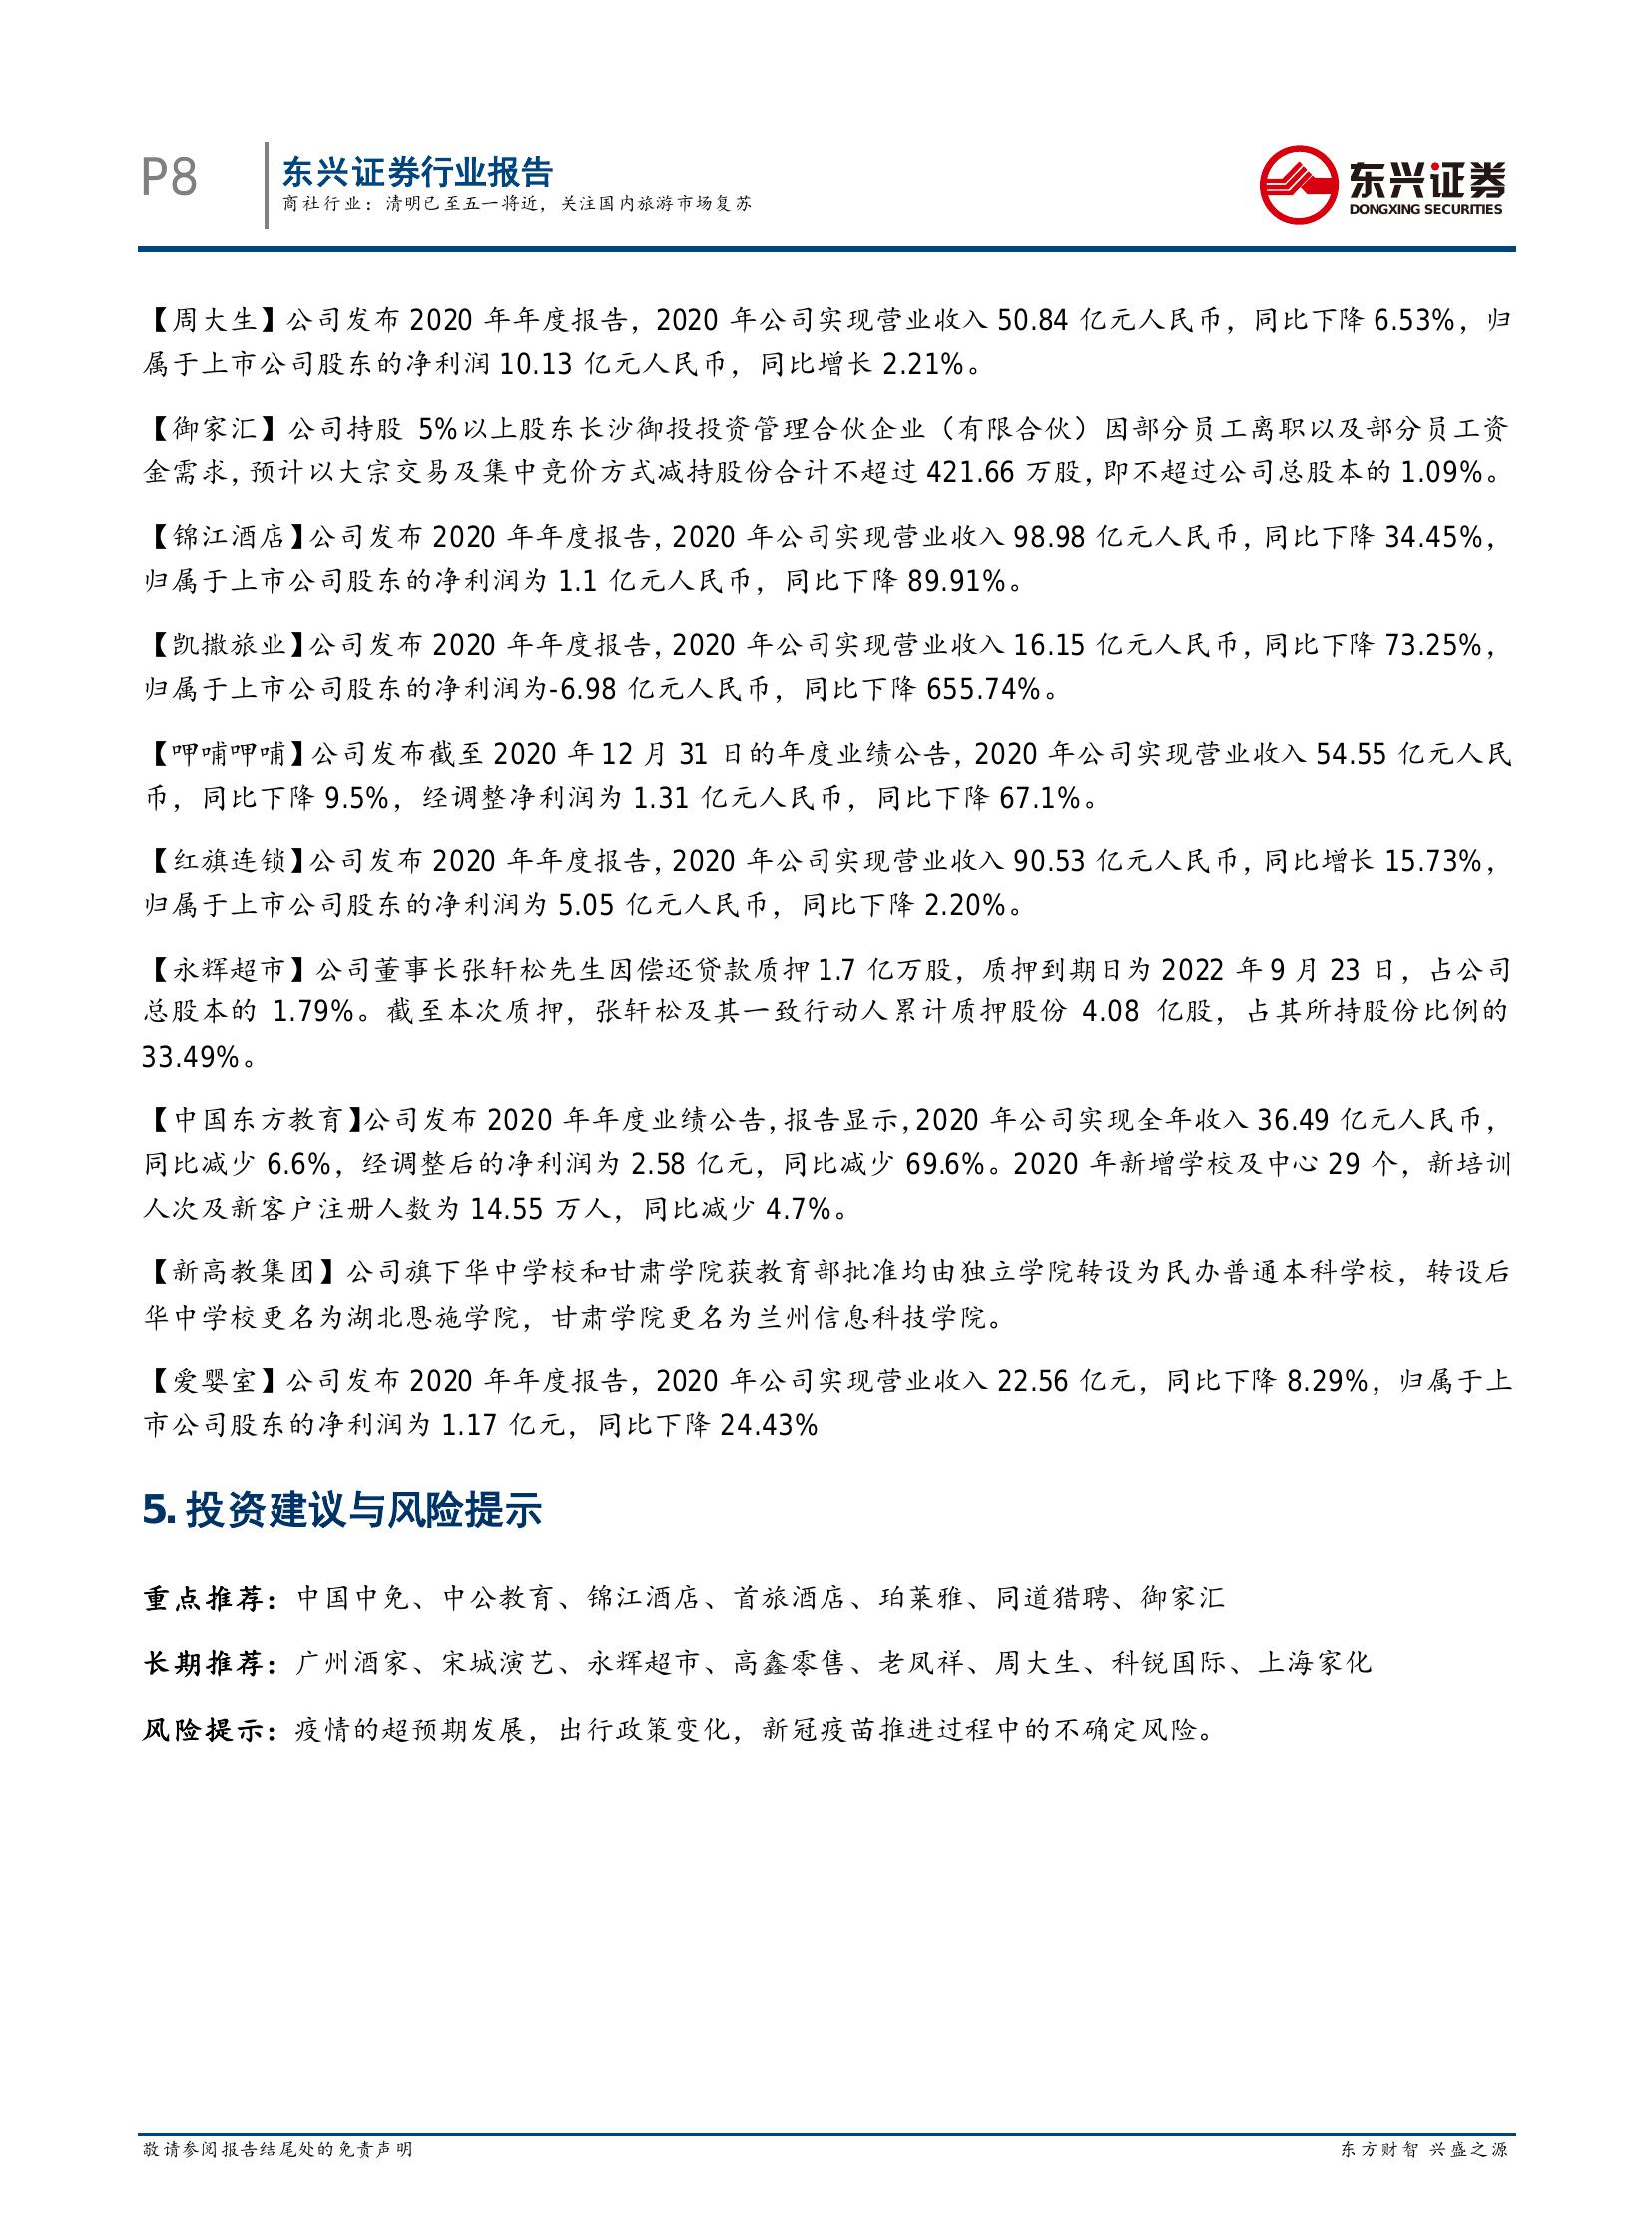 P8
东兴证券行业报告
商社行业：清明已至五一将近，关注国内旅游市场复苏
东兴证券
DONGXING SECURITIES
【周大生】公司发布 2020 年年度报告，2020 年公司实现营业收入 50.84 亿元人民币，同比下降 6.53%，归
属于上市公司股东的净利润 10.13 亿元人民币，同比增长 2.21%。
【御家汇】公司持股 5%以上股东长沙御投投资管理合伙企业（有限合伙）因部分员工离职以及部分员工资
金需求，预计以大宗交易及集中竞价方式减持股份合计不超过 421.66 万股，即不超过公司总股本的 1.09%。
【锦江酒店】公司发布 2020 年年度报告，2020 年公司实现营业收入 98.98 亿元人民币，同比下降 34.45%，
归属于上市公司股东的净利润为 1.1 亿元人民币，同比下降 89.91%。
【凯撒旅业】公司发布 2020 年年度报告，2020 年公司实现营业收入 16.15 亿元人民币，同比下降 73.25%，
归属于上市公司股东的净利润为-6.98 亿元人民币，同比下降 655.74%。
【呷哺呷哺】公司发布截至 2020 年 12 月 31 日的年度业绩公告，2020 年公司实现营业收入 54.55 亿元人民
币，同比下降 9.5%，经调整净利润为 1.31 亿元人民币，同比下降 67.1%。
【红旗连锁】公司发布 2020 年年度报告，2020 年公司实现营业收入 90.53 亿元人民币，同比增长 15.73%，
归属于上市公司股东的净利润为 5.05 亿元人民币，同比下降 2.20%。
【永辉超市】公司董事长张轩松先生因偿还贷款质押 1.7 亿万股，质押到期日为 2022 年 9 月 23 日，占公司
总股本的 1.79%。截至本次质押，张轩松及其一致行动人累计质押股份 4.08 亿股，占其所持股份比例的
33.49%。
【中国东方教育】公司发布 2020 年年度业绩公告，报告显示，2020 年公司实现全年收入 36.49 亿元人民币，
同比减少 6.6%，经调整后的净利润为 2.58 亿元，同比减少 69.6%。2020 年新增学校及中心 29 个，新培训
人次及新客户注册人数为 14.55 万人，同比减少 4.7%。
【新高教集团】公司旗下华中学校和甘肃学院获教育部批准均由独立学院转设为民办普通本科学校，转设后
华中学校更名为湖北恩施学院，甘肃学院更名为兰州信息科技学院。
【爱婴室】公司发布 2020 年年度报告，2020 年公司实现营业收入 22.56 亿元，同比下降 8.29%，归属于上
市公司股东的净利润为 1.17 亿元，同比下降 24.43%
5. 投资建议与风险提示
重点推荐：中国中免、中公教育、锦江酒店、首旅酒店、珀莱雅、同道猎聘、御家汇
长期推荐：广州酒家、宋城演艺、永辉超市、高鑫零售、老凤祥、周大生、科锐国际、上海家化
风险提示：疫情的超预期发展，出行政策变化，新冠疫苗推进过程中的不确定风险。
敬请参阅报告结尾处的免责声明
东方财智 兴盛之源